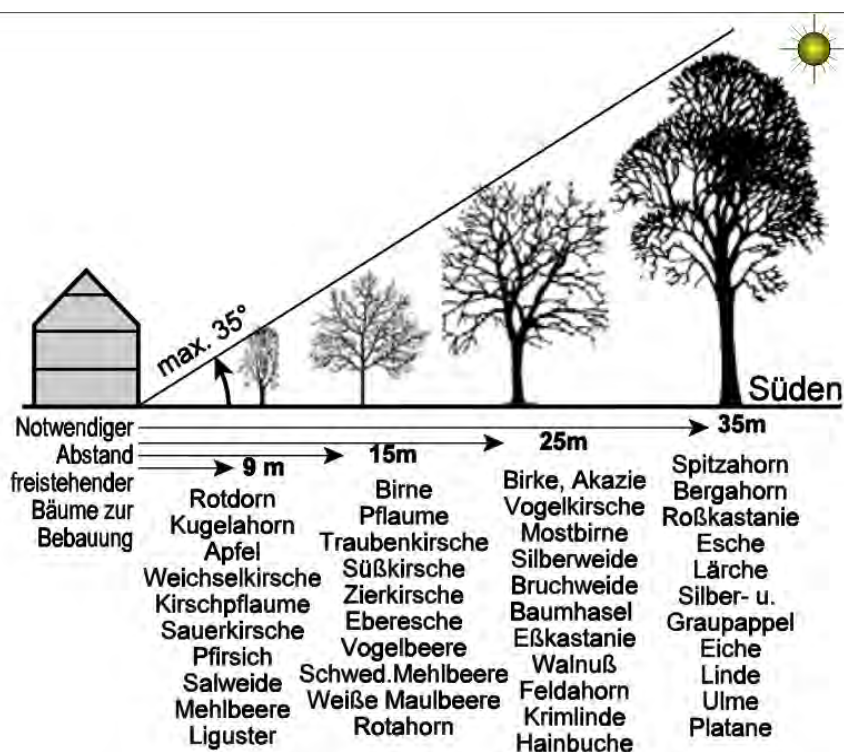 max. 35°
Süden
Notwendiger
Abstand
freistehender
Bäume zur
Bebauung
9 m
Rotdorn
Kugelahorn
Apfel
Weichselkirsche
Kirschpflaume
Sauerkirsche
Pfirsich
Salweide
Mehlbeere
Liguster
15m
Birne
Pflaume
Traubenkirsche
Süßkirsche
Zierkirsche
Eberesche
Vogelbeere
Schwed.Mehlbeere
Weiße Maulbeere
Rotahorn
25m
Birke, Akazie
Vogelkirsche
Mostbirne
Silberweide
Bruchweide
Baumhasel
Eßkastanie
Walnuß
Feldahorn
Krimlinde
Hainbuche
35m
Spitzahorn
Bergahorn
Roßkastanie
Esche
Lärche
Silber- u.
Graupappel
Eiche
Linde
Ulme
Platane